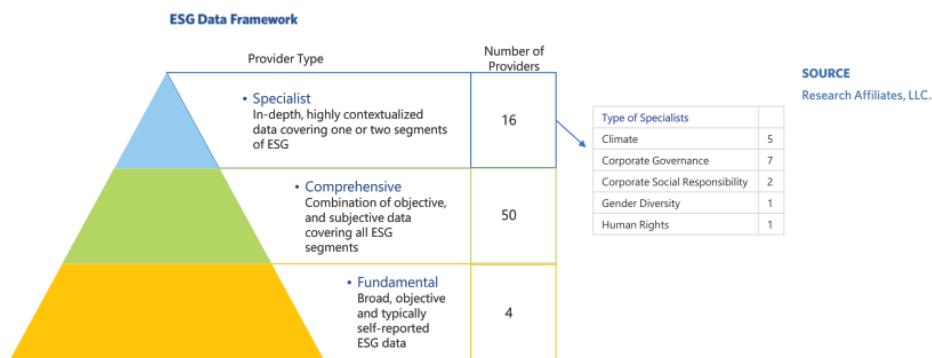 ESG Data Framework
Provider Type
Number of
Providers
• Specialist
In-depth, highly contextualized
data covering one or two segments
of ESG
16
• Comprehensive
Combination of objective,
and subjective data
covering all ESG
segments
50
• Fundamental
Broad, objective
and typically
self-reported
ESG data
4
Type of Specialists
Climate 5
Corporate Governance 7
Corporate Social Responsibility 2
Gender Diversity 1
Human Rights 1
SOURCE
Research Affiliates, LLC.